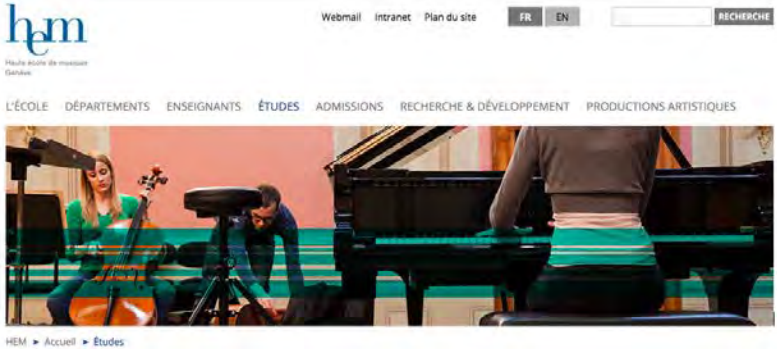 Webmail Intranet Plan du site FR EN RECHERCHE
hem
Haute école de musique
Genève
L'ÉCOLE DÉPARTEMENTS ENSEIGNANTS ÉTUDES ADMISSIONS RECHERCHE & DÉVELOPPEMENT PRODUCTIONS ARTISTIQUES
HEM ► Accueil ► Études